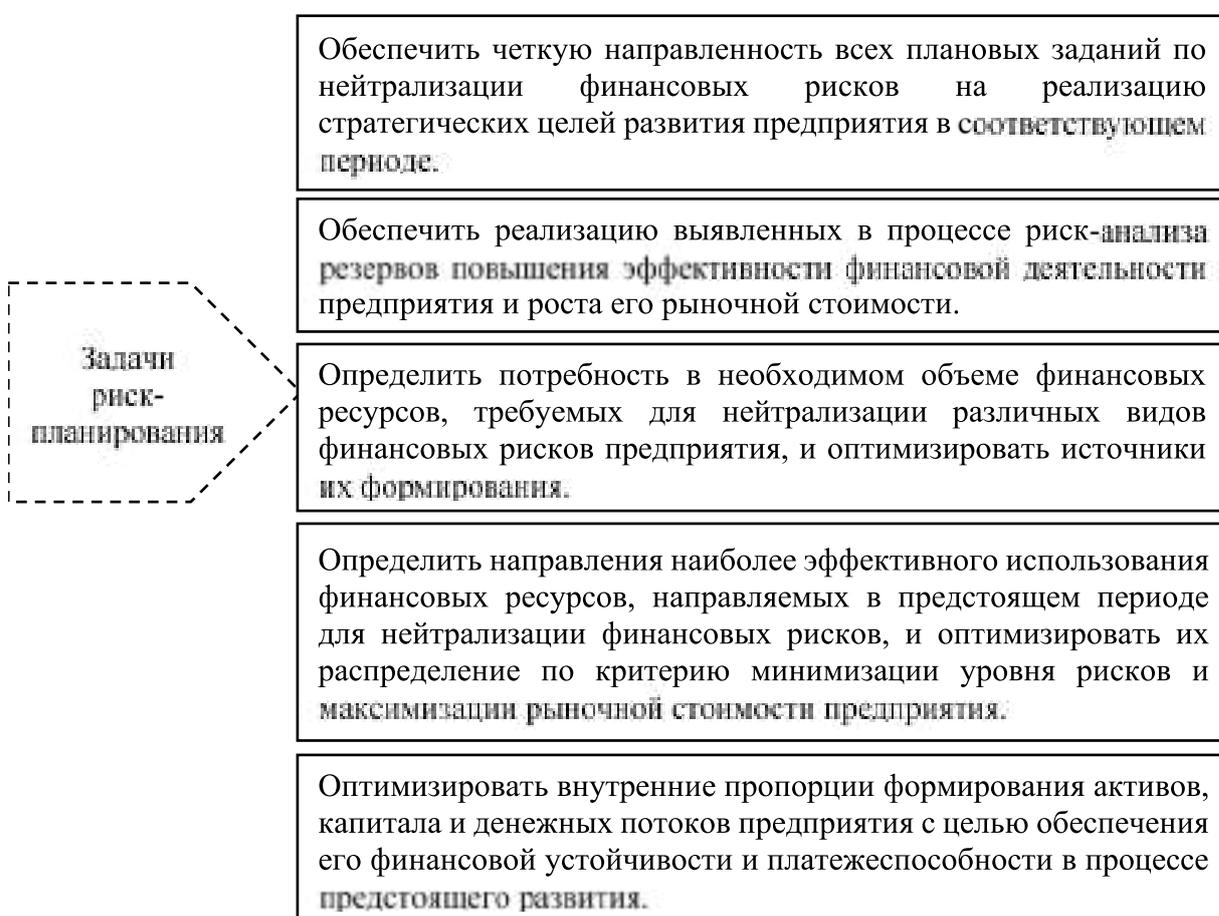 Обеспечить четкую направленность всех плановых заданий по
нейтрализации финансовых рисков на реализацию
стратегических целей развития предприятия в соответствующем
периоде.
Обеспечить реализацию выявленных в процессе риск-анализа
резервов повышения эффективности финансовой деятельности
предприятия и роста его рыночной стоимости.
Задачи
риск-
планирования
Определить потребность в необходимом объеме финансовых
ресурсов, требуемых для нейтрализации различных видов
финансовых рисков предприятия, и оптимизировать источники
их формирования.
Определить направления наиболее эффективного использования
финансовых ресурсов, направляемых в предстоящем периоде
для нейтрализации финансовых рисков, и оптимизировать их
распределение по критерию минимизации уровня рисков и
максимизации рыночной стоимости предприятия.
Оптимизировать внутренние пропорции формирования активов,
капитала и денежных потоков предприятия с целью обеспечения
его финансовой устойчивости и платежеспособности в процессе
предстоящего развития.